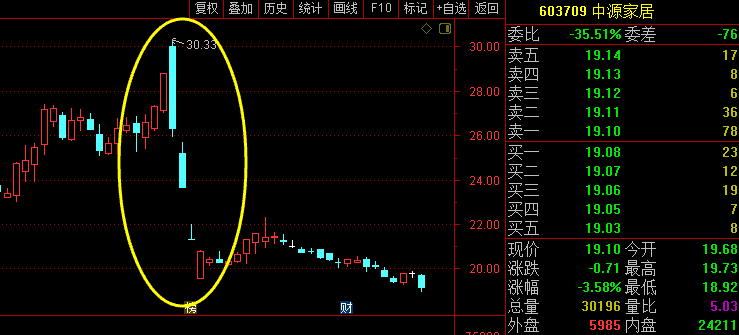 复权 叠加 历史 统计 画线 F10 标记 +自选 返回
603709 中源家居
30.33
30.00
28.00
26.00
24.00
22.00
20.00
榜 财
委比 -35.51% 委差 -76
卖五 19.14 17
卖四 19.13 8
卖三 19.12 6
卖二 19.11 36
卖一 19.10 78
买一 19.08 23
买二 19.07 12
买三 19.06 19
买四 19.05 7
买五 19.03 8
现价 19.10 今开 19.68
涨跌 -0.71 最高 19.73
涨幅 -3.58% 最低 18.92
总量 30196 量比 5.03
外盘 5985 内盘 24211